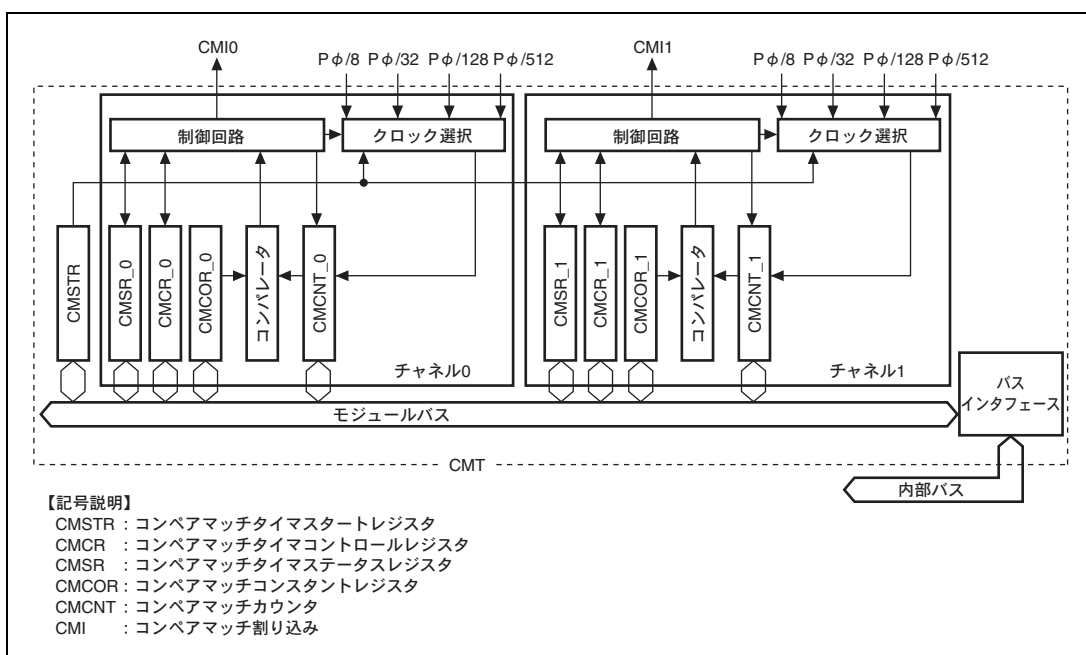 CMI0 Pφ/8 Pφ/32 Pφ/128 Pφ/512 CMI1 Pφ/8 Pφ/32 Pφ/128 Pφ/512
制御回路 クロック選択 制御回路 クロック選択
CMSTR
CMSR_0
CMCR_0
CMCOR_0
コンパレータ
CMCNT_0
CMSR_1
CMCR_1
CMCOR_1
コンパレータ
CMCNT_1
チャネル0 チャネル1
モジュールバス
バス
インタフェース
CMT
内部バス
【記号説明】
CMSTR : コンペアマッチタイマスタートレジスタ
CMCR : コンペアマッチタイマコントロールレジスタ
CMSR : コンペアマッチタイマステータスレジスタ
CMCOR : コンペアマッチコンスタントレジスタ
CMCNT : コンペアマッチカウンタ
CMI : コンペアマッチ割り込み